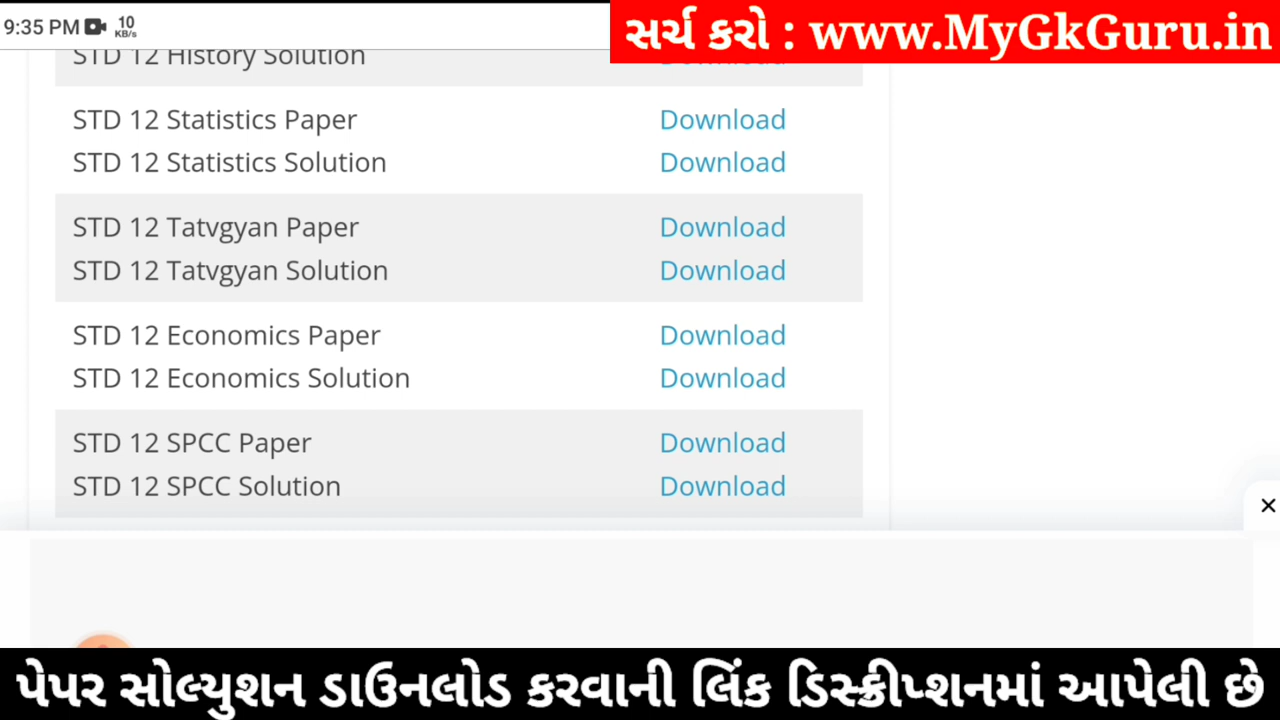 9:35 PM 10 KB/s
સર્ચ કરો : www.MyGkGuru.in
STD 12 History Solution Download
STD 12 Statistics Paper Download
STD 12 Statistics Solution Download
STD 12 Tatvgyan Paper Download
STD 12 Tatvgyan Solution Download
STD 12 Economics Paper Download
STD 12 Economics Solution Download
STD 12 SPCC Paper Download
STD 12 SPCC Solution Download
પેપર સોલ્યુશન ડાઉનલોડ કરવાની લિંક ડિસ્ક્રીપ્શનમાં આપેલી છે